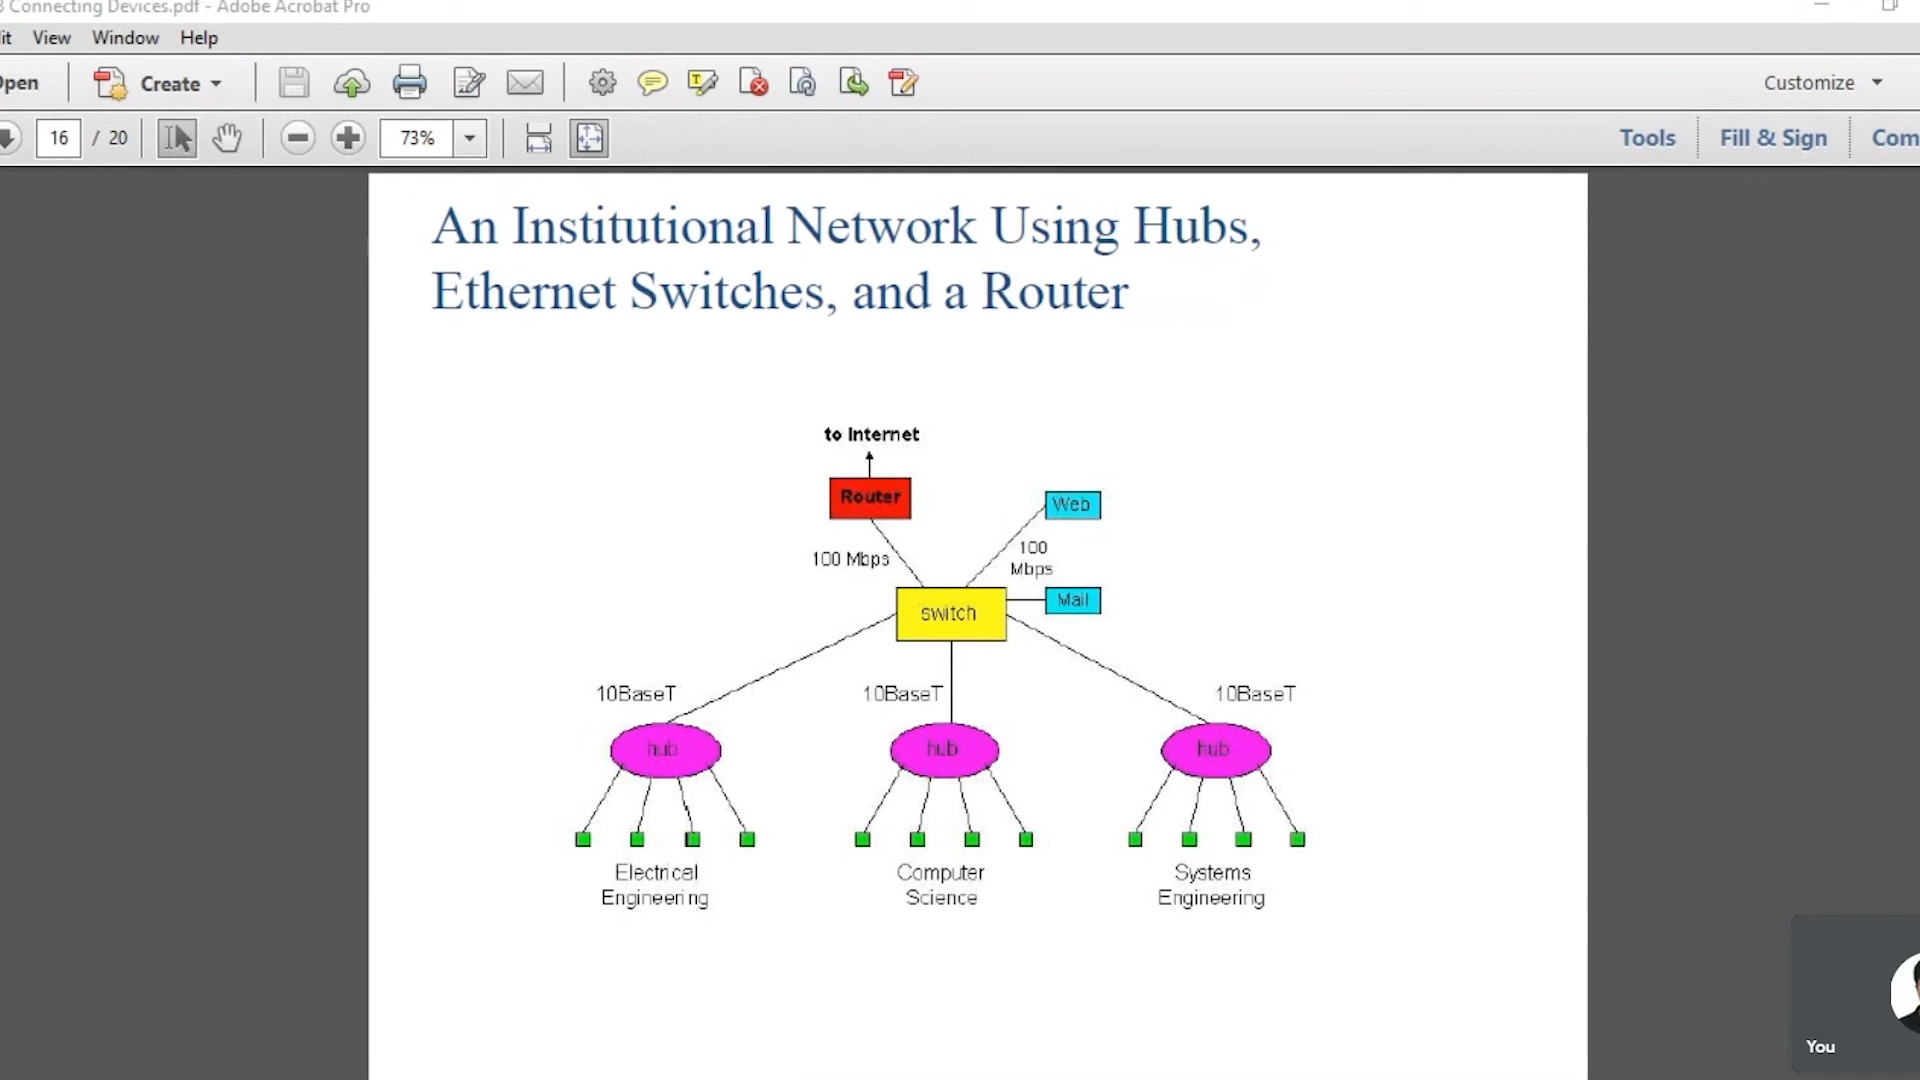 3 Connecting Devices.pdf - Adobe Acrobat Pro
View Window Help
Create
Customize
16 / 20
73%
Tools
Fill & Sign
An Institutional Network Using Hubs,
Ethernet Switches, and a Router
to Internet
Router
Web
100 Mbps
100
Mbps
switch
Mail
10BaseT
10BaseT
10BaseT
hub
hub
hub
Electrical
Engineering
Computer
Science
Systems
Engineering
You